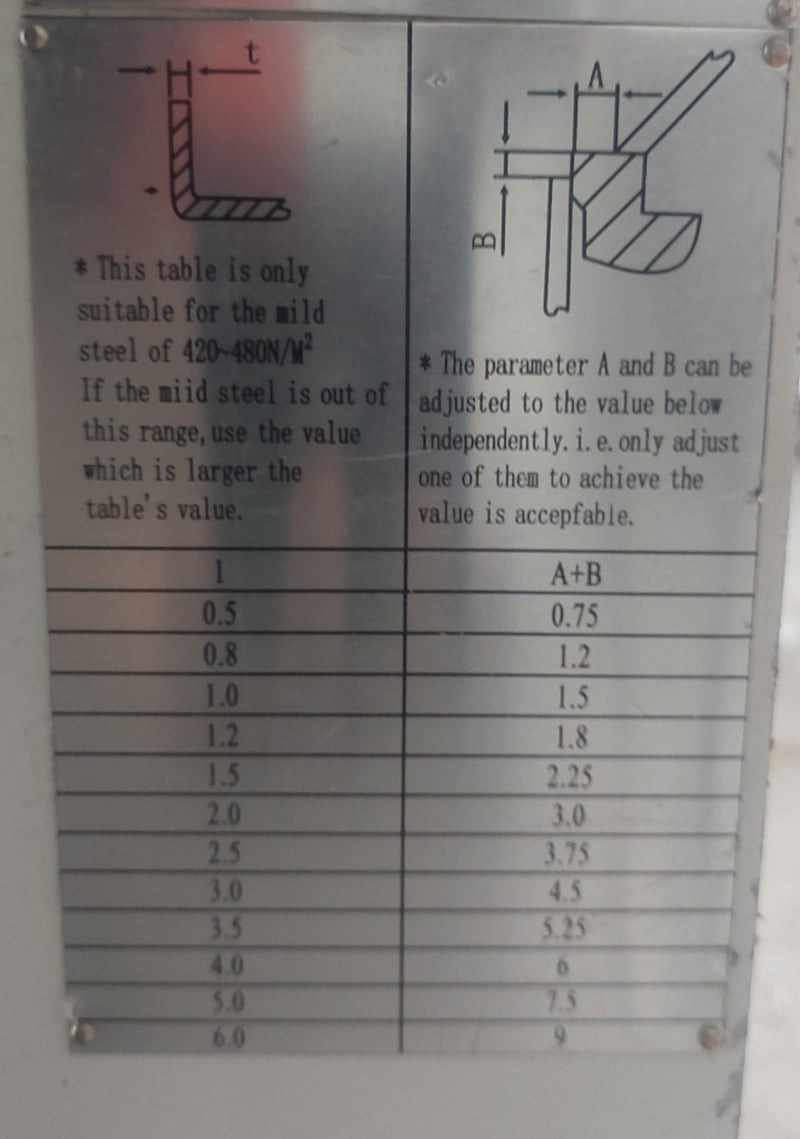 t
A
B
* This table is only
suitable for the mild
steel of 420~480N/M²
If the miid steel is out of
this range, use the value
which is larger the
table's value.
* The parameter A and B can be
adjusted to the value below
independently. i. e. only adjust
one of them to achieve the
value is accepfable.
1 A+B
0.5 0.75
0.8 1.2
1.0 1.5
1.2 1.8
1.5 2.25
2.0 3.0
2.5 3.75
3.0 4.5
3.5 5.25
4.0 6
5.0 7.5
6.0 9